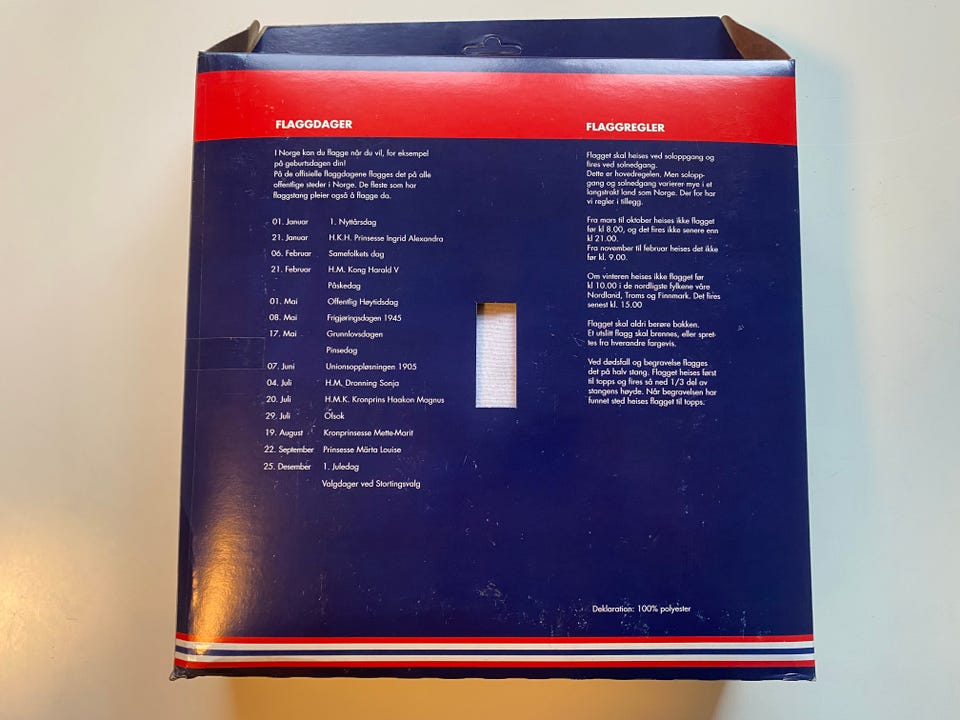 FLAGGDAGER
I Norge kan du flagge når du vil, for eksempel
på geburtsdagen din!
På de offisielle flaggdagene flagges det på alle
offentlige steder i Norge. De fleste som har
flaggstang pleier også å flagge da.
01. Januar 1. Nyttårsdag
21. Januar H.K.H. Prinsesse Ingrid Alexandra
06. Februar Samefolkets dag
21. Februar H.M. Kong Harald V
Påskedag
01. Mai Offentlig Høytidsdag
08. Mai Frigjøringsdagen 1945
17. Mai Grunnlovsdagen
Pinsedag
07. Juni Unionsoppløsningen 1905
04. Juli H.M. Dronning Sonja
20. Juli H.M.K. Kronprins Haakon Magnus
29. Juli Olsok
19. August Kronprinsesse Mette-Marit
22. September Prinsesse Märta Louise
25. Desember 1. Juledag
Valgdager ved Stortingsvalg
FLAGGREGLER
Flagget skal heises ved soloppgang og
fires ved solnedgang.
Dette er hovedregelen. Men solopp-
gang og solnedgang varierer mye i et
langstrakt land som Norge. Der for har
vi regler i tillegg.
Fra mars til oktober heises ikke flagget
før kl 8.00, og det fires ikke senere enn
kl 21.00.
Fra november til februar heises det ikke
før kl. 9.00.
Om vinteren heises ikke flagget før
kl 10.00 i de nordligste fylkene våre
Nordland, Troms og Finnmark. Det fires
senest kl. 15.00
Flagget skal aldri berøre bakken.
Et utslitt flagg skal brennes, eller spret-
tes fra hverandre fargevis.
Ved dødsfall og begravelse flagges
det på halv stang. Flagget heises først
til topps og fires så ned 1/3 del av
stangens høyde. Når begravelsen har
funnet sted heises flagget til topps.
Deklaration: 100% polyester